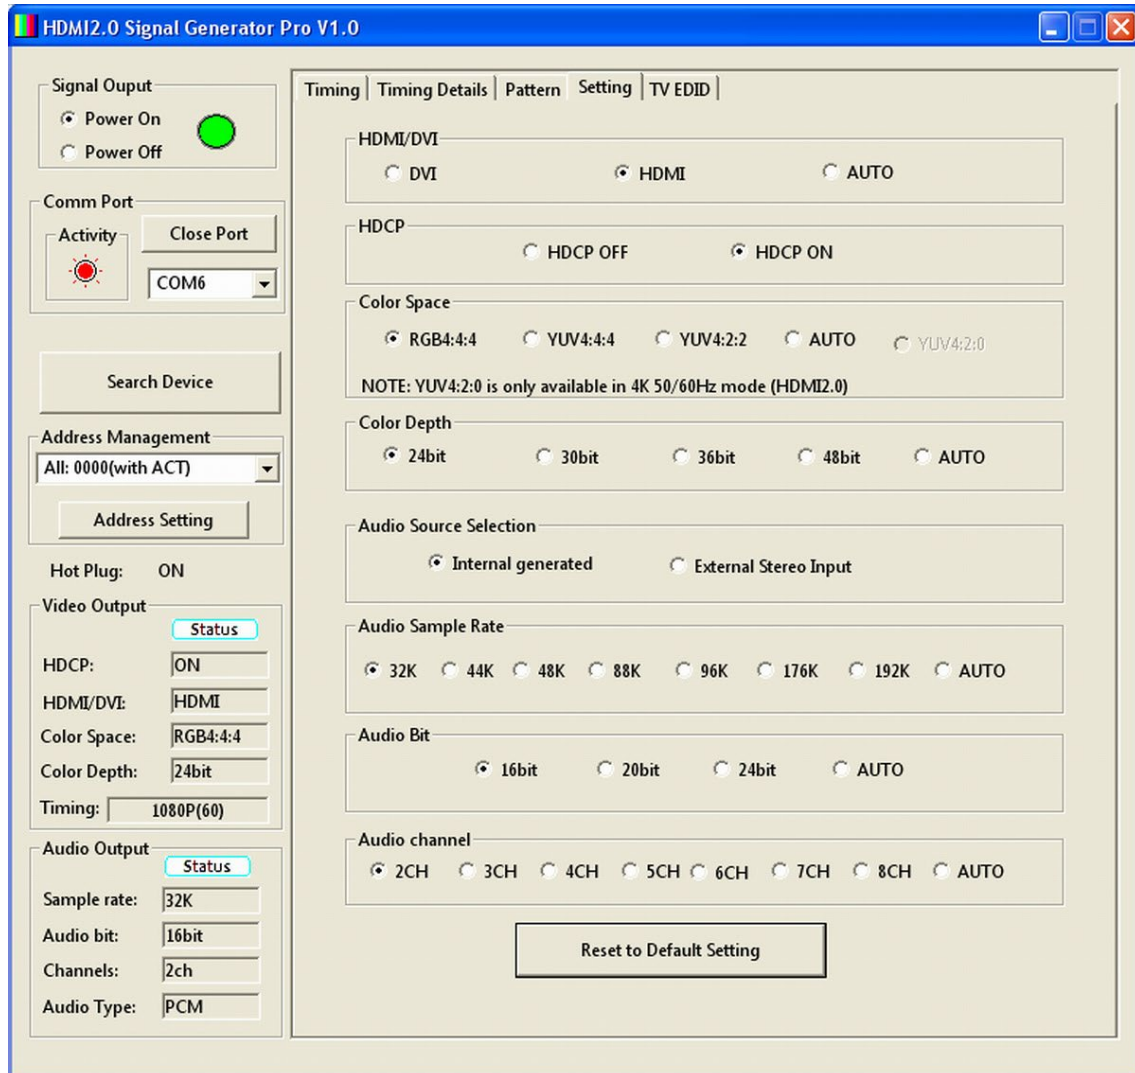 HDMI2.0 Signal Generator Pro V1.0
Signal Ouput
Power On
Power Off
Comm Port
Activity
Close Port
COM6
Search Device
Address Management
All: 0000(with ACT)
Address Setting
Hot Plug: ON
Video Output
Status
HDCP: ON
HDMI/DVI: HDMI
Color Space: RGB4:4:4
Color Depth: 24bit
Timing: 1080P(60)
Audio Output
Status
Sample rate: 32K
Audio bit: 16bit
Channels: 2ch
Audio Type: PCM
Timing Timing Details Pattern Setting TV EDID
HDMI/DVI
DVI HDMI AUTO
HDCP
HDCP OFF HDCP ON
Color Space
RGB4:4:4 YUV4:4:4 YUV4:2:2 AUTO YUV4:2:0
NOTE: YUV4:2:0 is only available in 4K 50/60Hz mode (HDMI2.0)
Color Depth
24bit 30bit 36bit 48bit AUTO
Audio Source Selection
Internal generated External Stereo Input
Audio Sample Rate
32K 44K 48K 88K 96K 176K 192K AUTO
Audio Bit
16bit 20bit 24bit AUTO
Audio channel
2CH 3CH 4CH 5CH 6CH 7CH 8CH AUTO
Reset to Default Setting